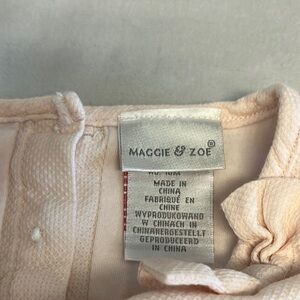 MAGGIE & ZOE®
MADE IN
CHINA
FABRIQUÉ EN
CHINE
WYPRODUKOWANO
W CHINACH IN
CHINAHERGESTELLT
GEPRODUCEERD
IN CHINA